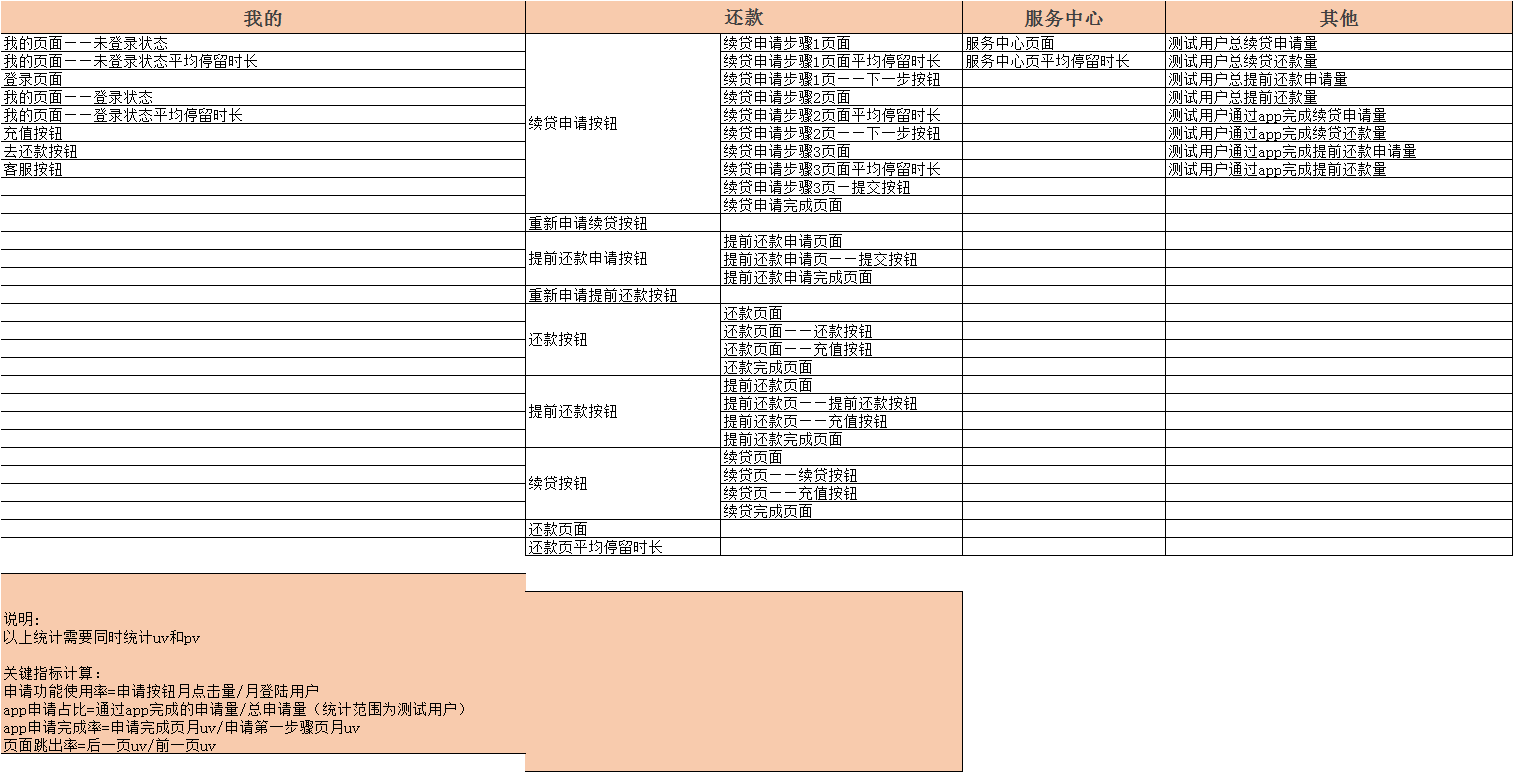 我的 还款 服务中心 其他
我的页面——未登录状态 续贷申请步骤1页面 服务中心页面 测试用户总续贷申请量
我的页面——未登录状态平均停留时长 续贷申请步骤1页面平均停留时长 服务中心页平均停留时长 测试用户总续贷还款量
登录页面 续贷申请步骤1页——下一步按钮 测试用户总提前还款申请量
我的页面——登录状态 续贷申请步骤2页面 测试用户总提前还款量
我的页面——登录状态平均停留时长 续贷申请步骤2页面平均停留时长 测试用户通过app完成续贷申请量
续贷申请按钮
充值按钮 续贷申请步骤2页——下一步按钮 测试用户通过app完成续贷还款量
去还款按钮 续贷申请步骤3页面 测试用户通过app完成提前还款申请量
客服按钮 续贷申请步骤3页面平均停留时长 测试用户通过app完成提前还款量
续贷申请步骤3页—提交按钮
续贷申请完成页面
重新申请续贷按钮
提前还款申请页面
提前还款申请按钮 提前还款申请页——提交按钮
提前还款申请完成页面
重新申请提前还款按钮
还款页面
还款页面——还款按钮
还款按钮
还款页面——充值按钮
还款完成页面
提前还款页面
提前还款页——提前还款按钮
提前还款按钮
提前还款页——充值按钮
提前还款完成页面
续贷页面
续贷页——续贷按钮
续贷按钮
续贷页——充值按钮
续贷完成页面
还款页面
还款页平均停留时长
说明：
以上统计需要同时统计uv和pv
关键指标计算：
申请功能使用率=申请按钮月点击量/月登陆用户
app申请占比=通过app完成的申请量/总申请量（统计范围为测试用户）
app申请完成率=申请完成页月uv/申请第一步骤页月uv
页面跳出率=后一页uv/前一页uv